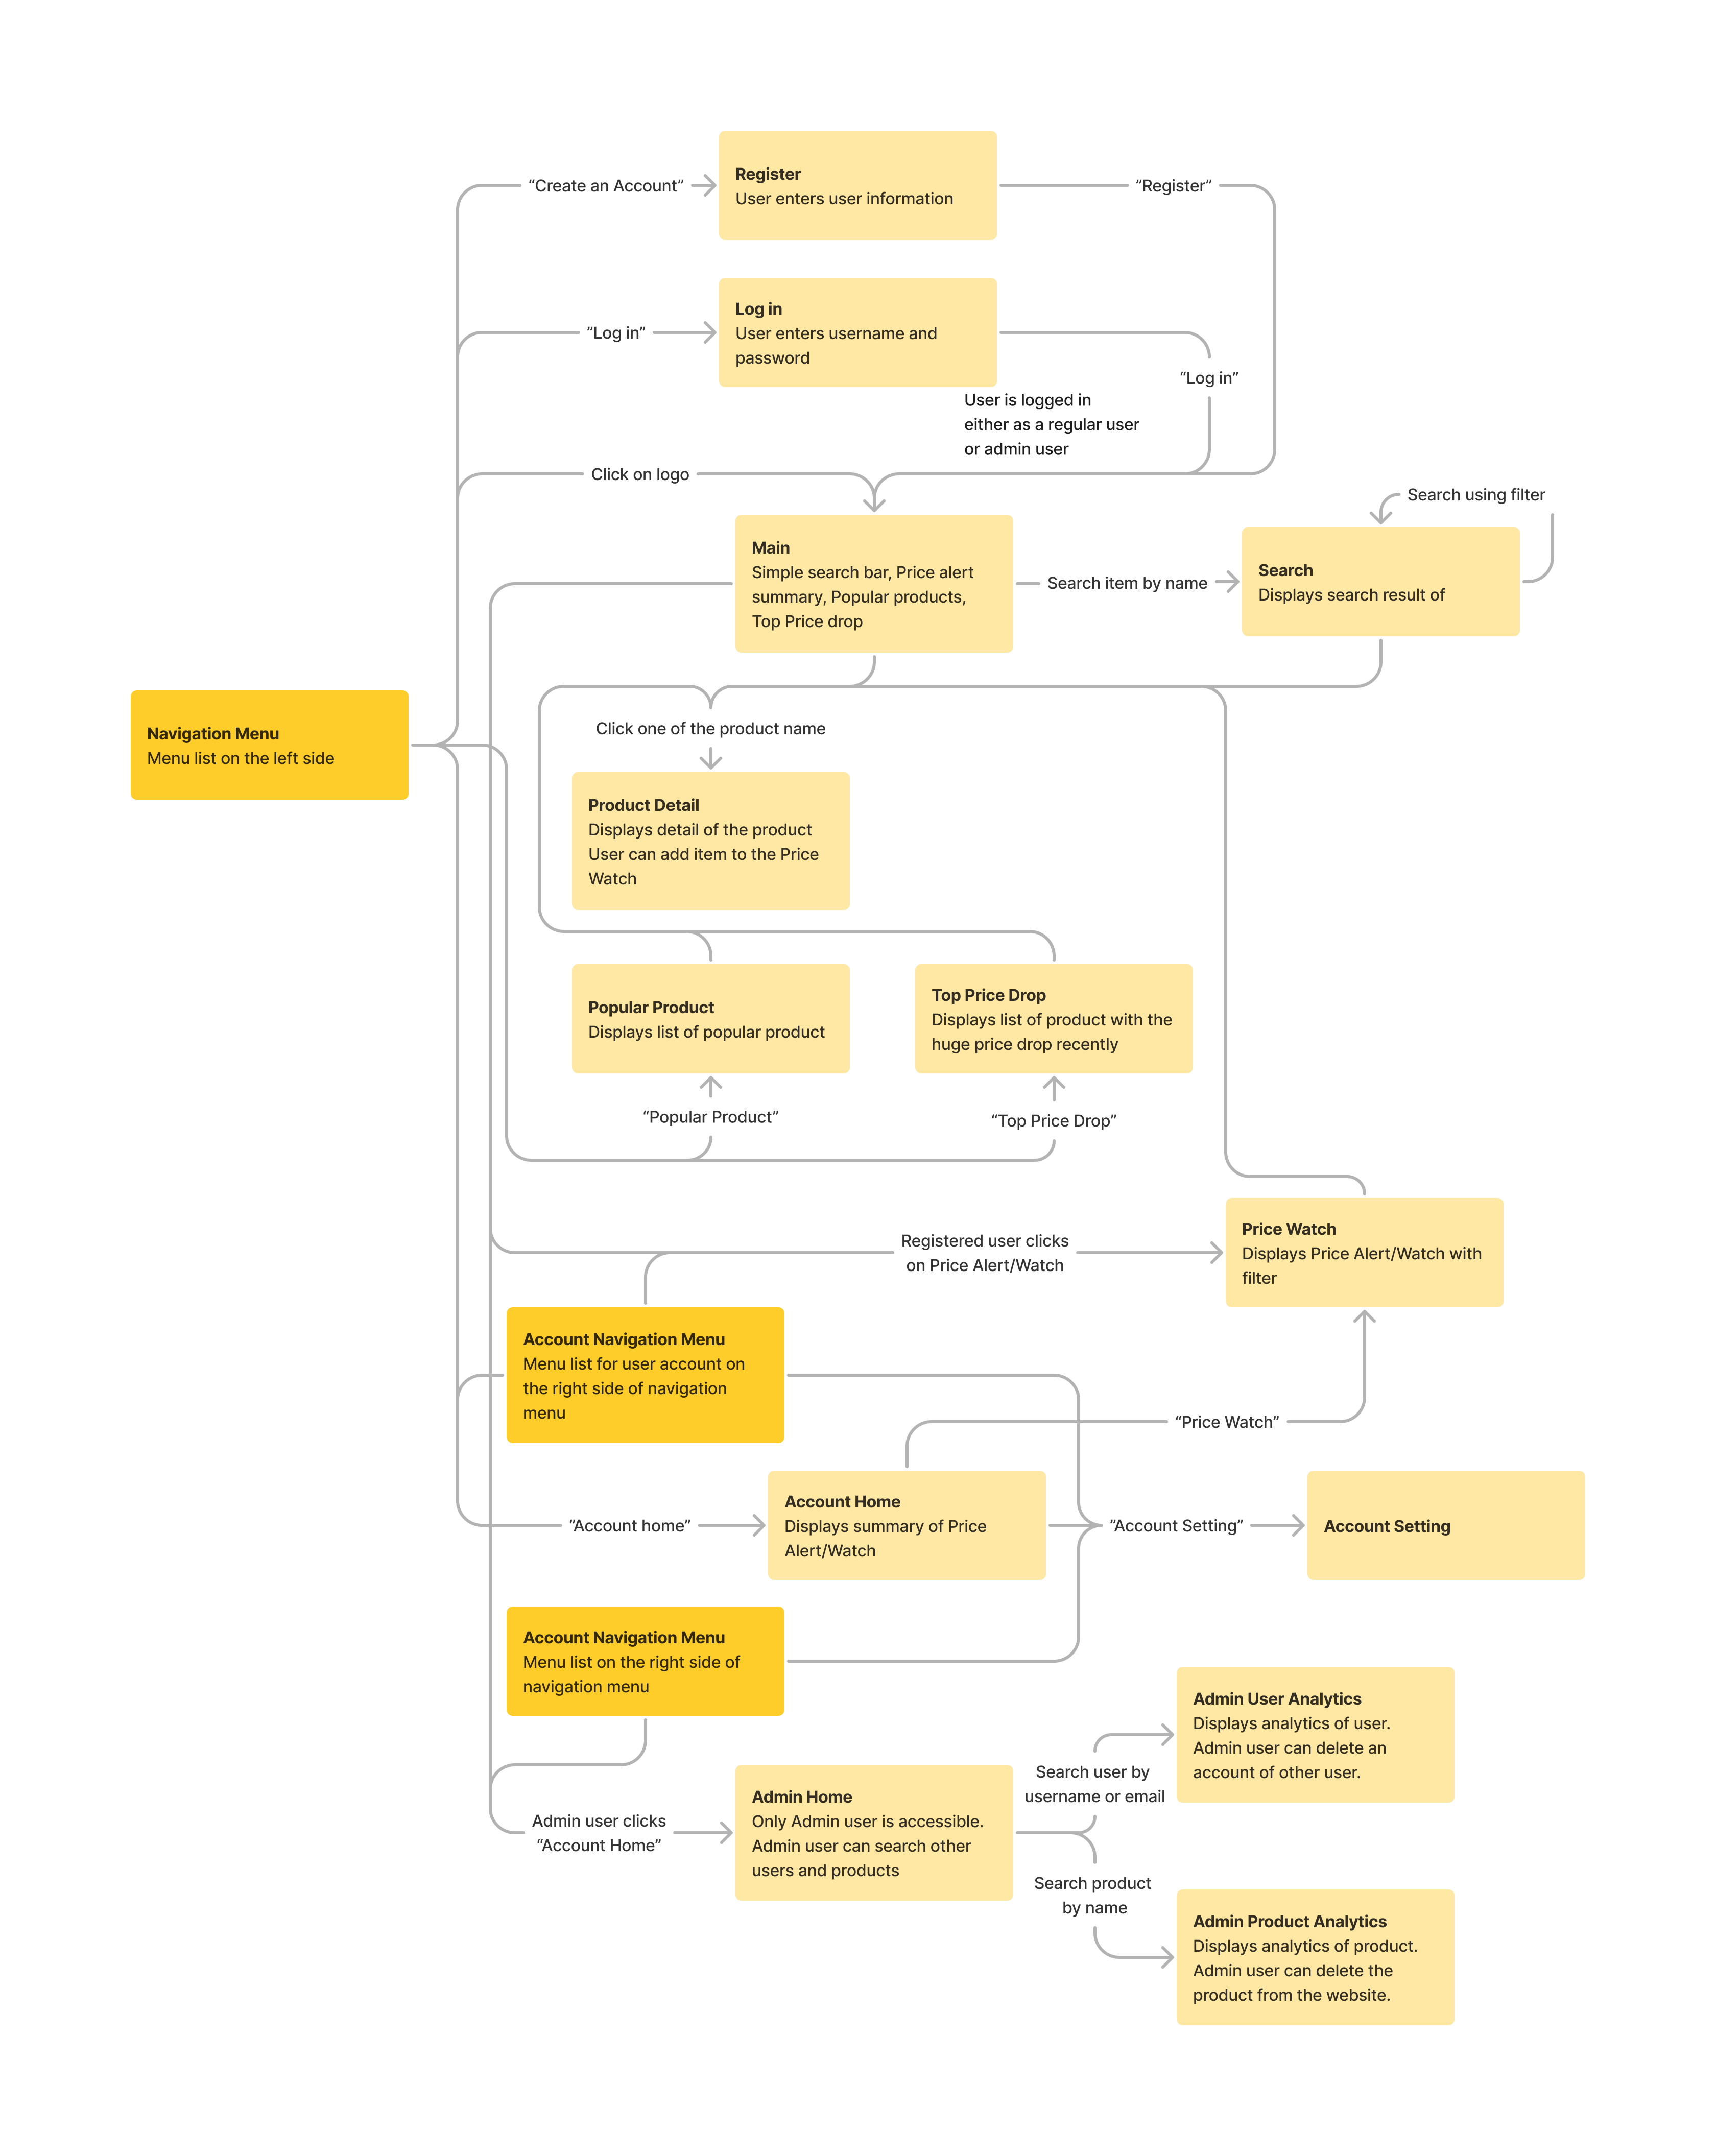 “Create an Account”
Register
User enters user information
”Register”
”Log in”
Log in
User enters username and
password
“Log in”
User is logged in
either as a regular user
or admin user
Click on logo
Main
Simple search bar, Price alert
summary, Popular products,
Top Price drop
Search item by name
Search using filter
Search
Displays search result of
Navigation Menu
Menu list on the left side
Click one of the product name
Product Detail
Displays detail of the product
User can add item to the Price
Watch
Popular Product
Displays list of popular product
Top Price Drop
Displays list of product with the
huge price drop recently
“Popular Product”
“Top Price Drop”
Registered user clicks
on Price Alert/Watch
Price Watch
Displays Price Alert/Watch with
filter
Account Navigation Menu
Menu list for user account on
the right side of navigation
menu
“Price Watch”
”Account home”
Account Home
Displays summary of Price
Alert/Watch
”Account Setting”
Account Setting
Account Navigation Menu
Menu list on the right side of
navigation menu
Admin user clicks
“Account Home”
Admin Home
Only Admin user is accessible.
Admin user can search other
users and products
Search user by
username or email
Admin User Analytics
Displays analytics of user.
Admin user can delete an
account of other user.
Search product
by name
Admin Product Analytics
Displays analytics of product.
Admin user can delete the
product from the website.